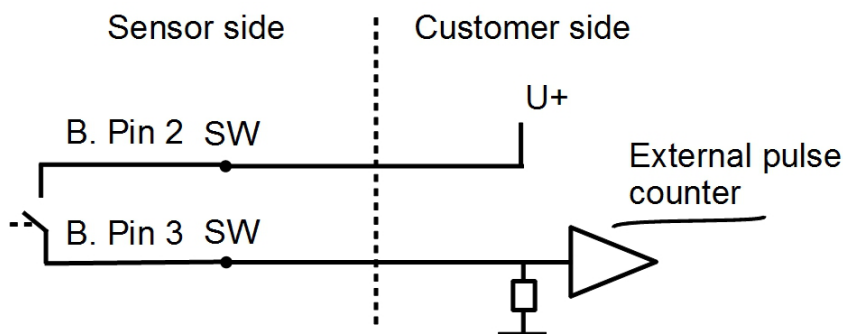 Sensor side
Customer side
U+
B. Pin 2 SW
External pulse
counter
B. Pin 3 SW